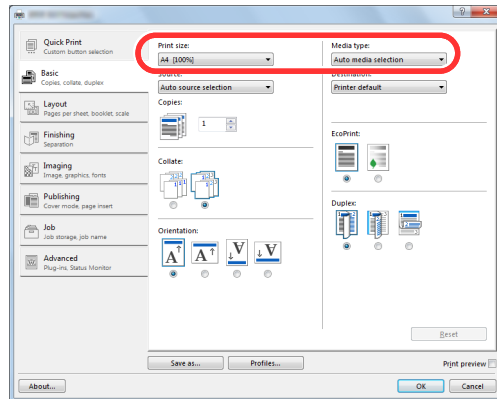 Quick Print
Custom button selection
Basic
Copies, collate, duplex
Layout
Pages per sheet, booklet, scale
Finishing
Separation
Imaging
Image, graphics, fonts
Publishing
Cover mode, page insert
Job
Job storage, job name
Advanced
Plug-ins, Status Monitor
Print size:
A4 [100%]
Source:
Auto source selection
Copies:
1
Collate:
Orientation:
Media type:
Auto media selection
Destination:
Printer default
EcoPrint:
Duplex:
Reset
Save as...
Profiles...
Print preview
About...
OK
Cancel